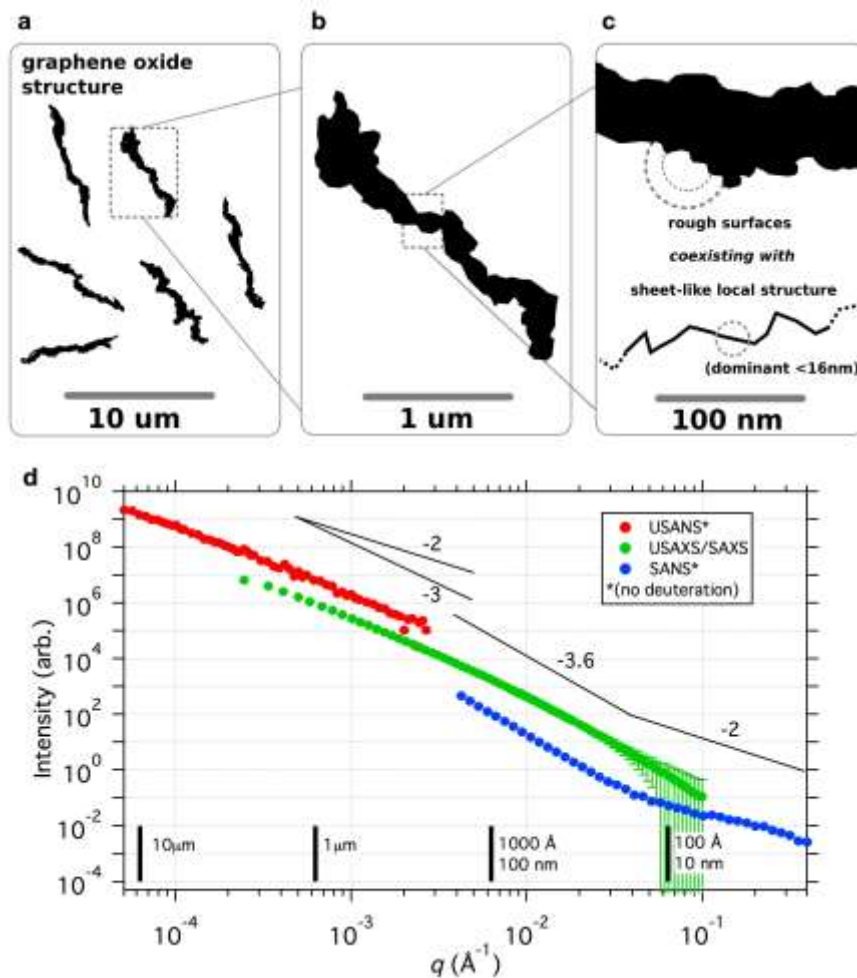 a
b
c
graphene oxide
structure
10 um
1 um
rough surfaces
coexisting with
sheet-like local structure
(dominant <16nm)
100 nm
d
Intensity (arb.)
10^10
10^8
10^6
10^4
10^2
10^0
10^-2
10^-4
-2
-3
-3.6
-2
USANS*
USAXS/SAXS
SANS*
*(no deuteration)
10μm
1μm
1000 Å
100 nm
100 Å
10 nm
10^-4
10^-3
10^-2
10^-1
q (Å^-1)